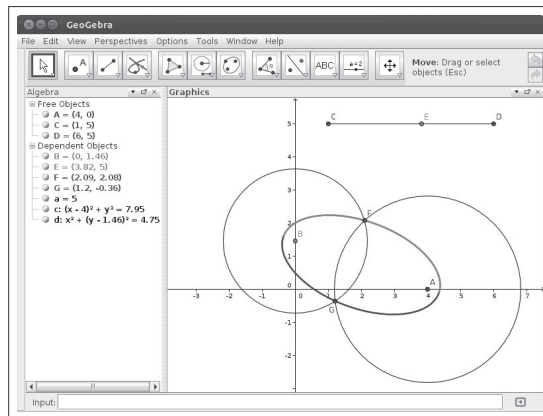 GeoGebra
File Edit View Perspectives Options Tools Window Help
A
ABC
a=2
Move: Drag or select
objects (Esc)
Algebra
Graphics
Free Objects
A = (4, 0)
C = (1, 5)
D = (6, 5)
Dependent Objects
B = (0, 1.46)
E = (3.82, 5)
F = (2.09, 2.08)
G = (1.2, -0.36)
a = 5
c: (x - 4)² + y² = 7.95
d: x² + (y - 1.46)² = 4.75
5
C
E
D
4
3
2
F
B
1
A
0
-3 -2 -1 0 1 2 3 4 5 6 7
G
-1
-2
Input: